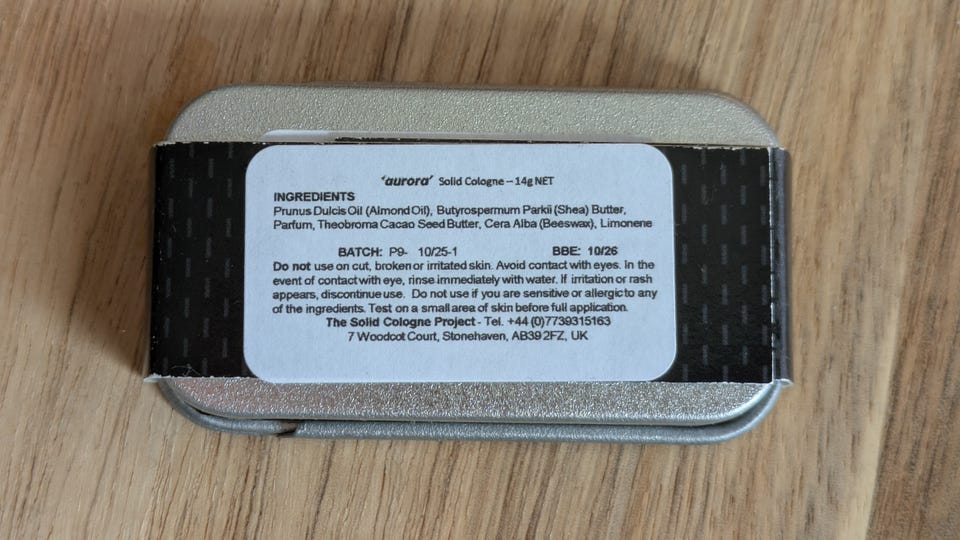 'aurora' Solid Cologne – 14g NET
INGREDIENTS
Prunus Dulcis Oil (Almond Oil), Butyrospermum Parkii (Shea) Butter,
Parfum, Theobroma Cacao Seed Butter, Cera Alba (Beeswax), Limonene
BATCH: P9- 10/25-1 BBE: 10/26
Do not use on cut, broken or irritated skin. Avoid contact with eyes. In the
event of contact with eye, rinse immediately with water. If irritation or rash
appears, discontinue use. Do not use if you are sensitive or allergic to any
of the ingredients. Test on a small area of skin before full application.
The Solid Cologne Project - Tel. +44 (0)7739315163
7 Woodcot Court, Stonehaven, AB39 2FZ, UK